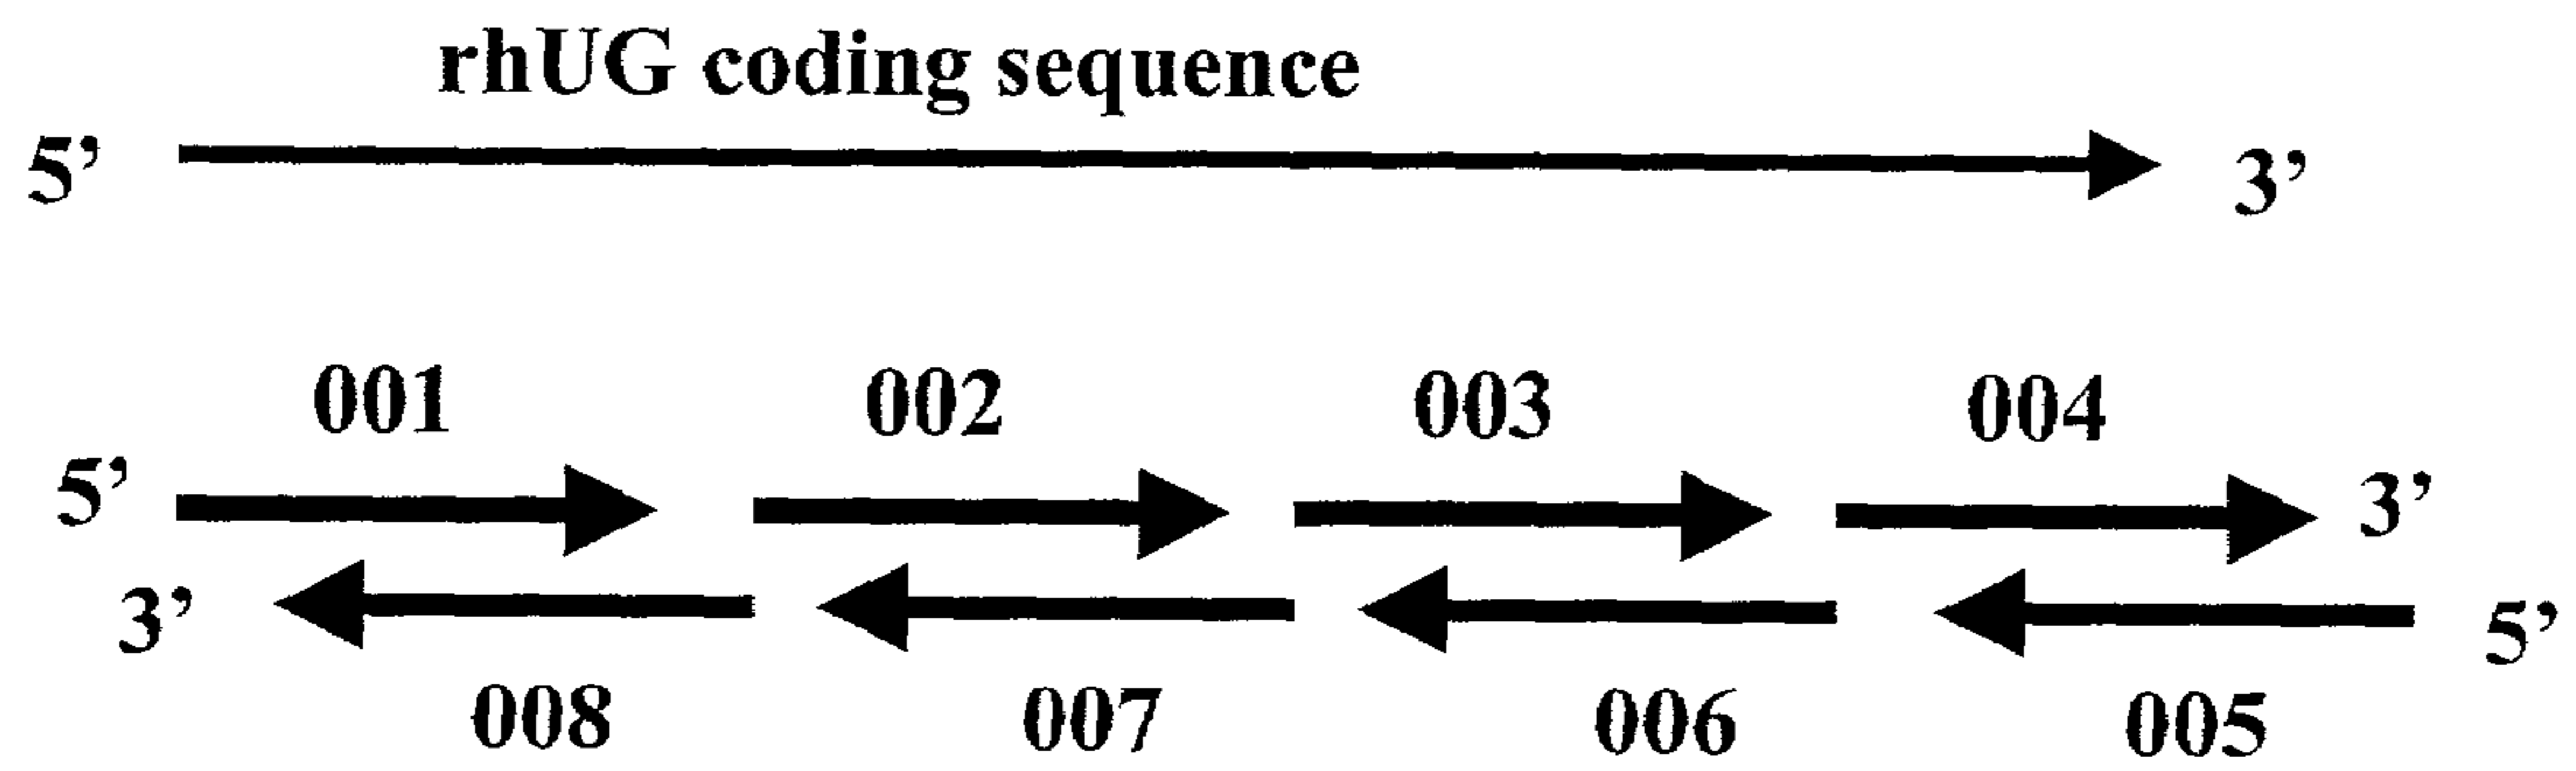 rhUG coding sequence
5’ 3’
001 002 003 004
5’ 3’
3’ 5’
008 007 006 005